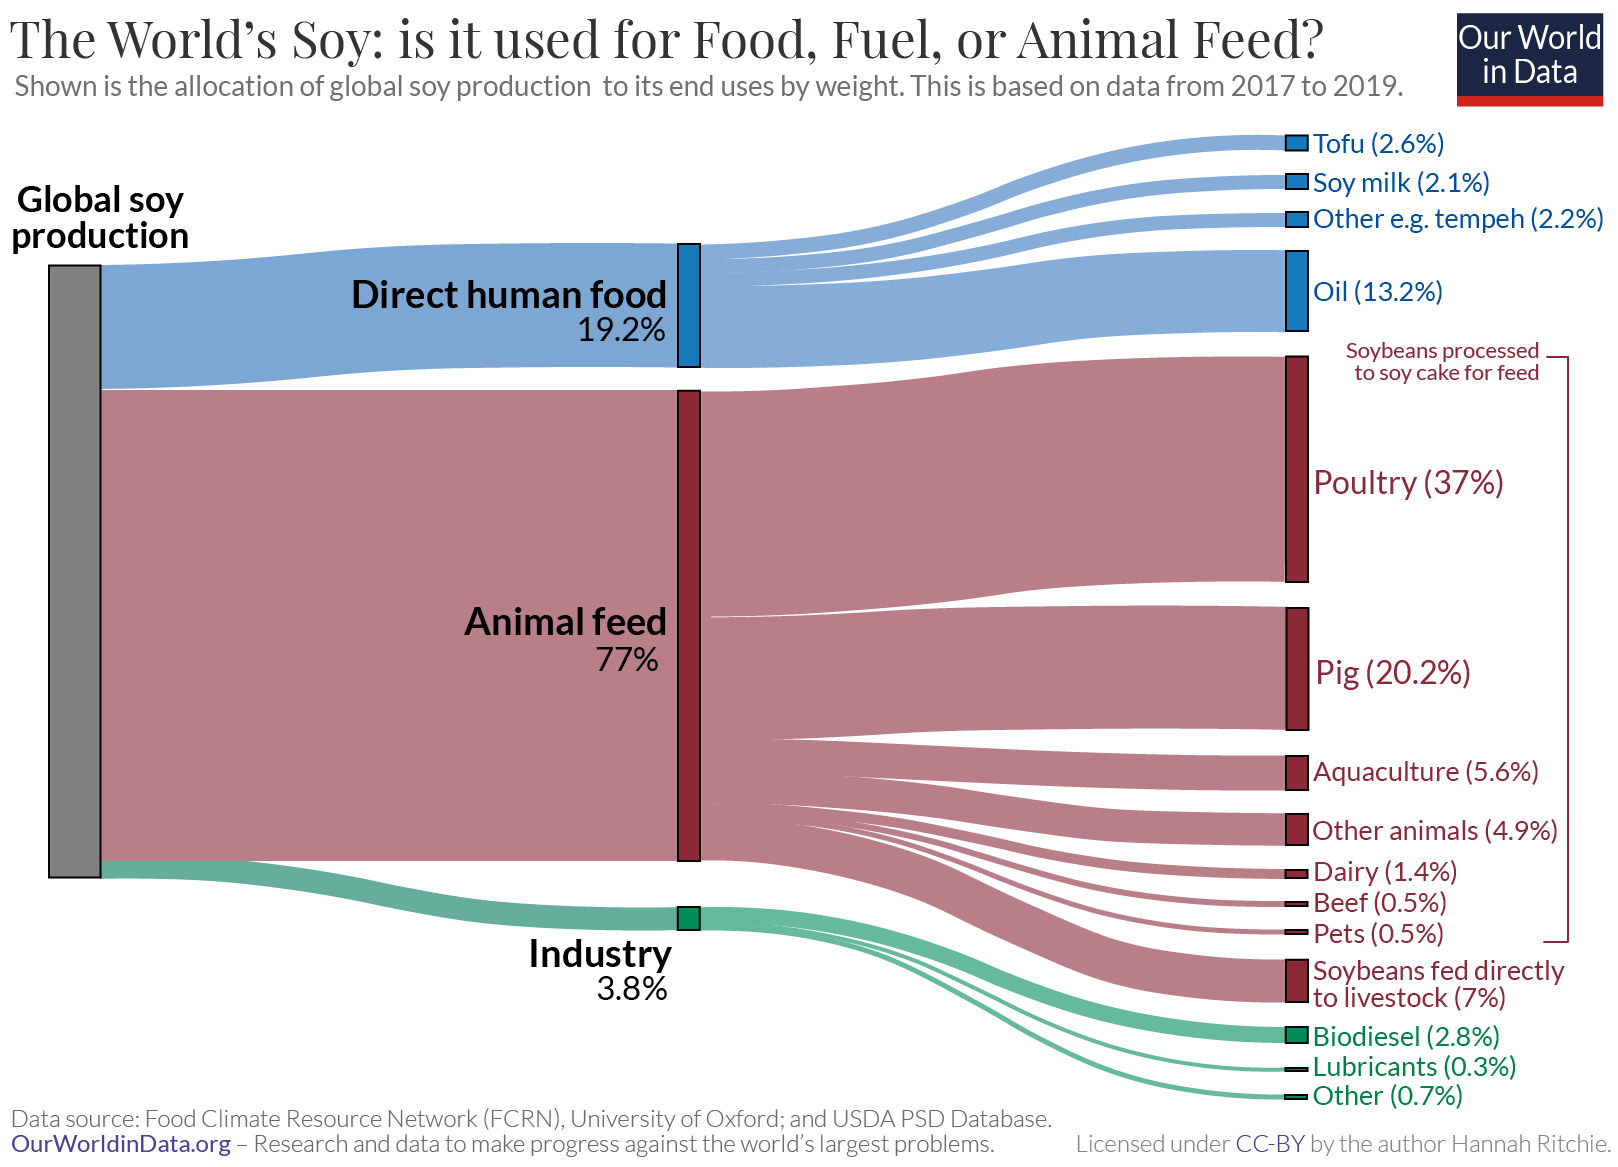 The World's Soy: is it used for Food, Fuel, or Animal Feed?
Shown is the allocation of global soy production  to its end uses by weight. This is based on data from 2017 to 2019.
Our World
in Data
Global soy
production
Direct human food
19.2%
Animal feed
77%
Industry
3.8%
Tofu (2.6%)
Soy milk (2.1%)
Other e.g. tempeh (2.2%)
Oil (13.2%)
Soybeans processed
to soy cake for feed
Poultry (37%)
Pig (20.2%)
Aquaculture (5.6%)
Other animals (4.9%)
Dairy (1.4%)
Beef (0.5%)
Pets (0.5%)
Soybeans fed directly
to livestock (7%)
Biodiesel (2.8%)
Lubricants (0.3%)
Other (0.7%)
Data source: Food Climate Resource Network (FCRN), University of Oxford; and USDA PSD Database.
OurWorldinData.org – Research and data to make progress against the world's largest problems.
Licensed under CC-BY by the author Hannah Ritchie.